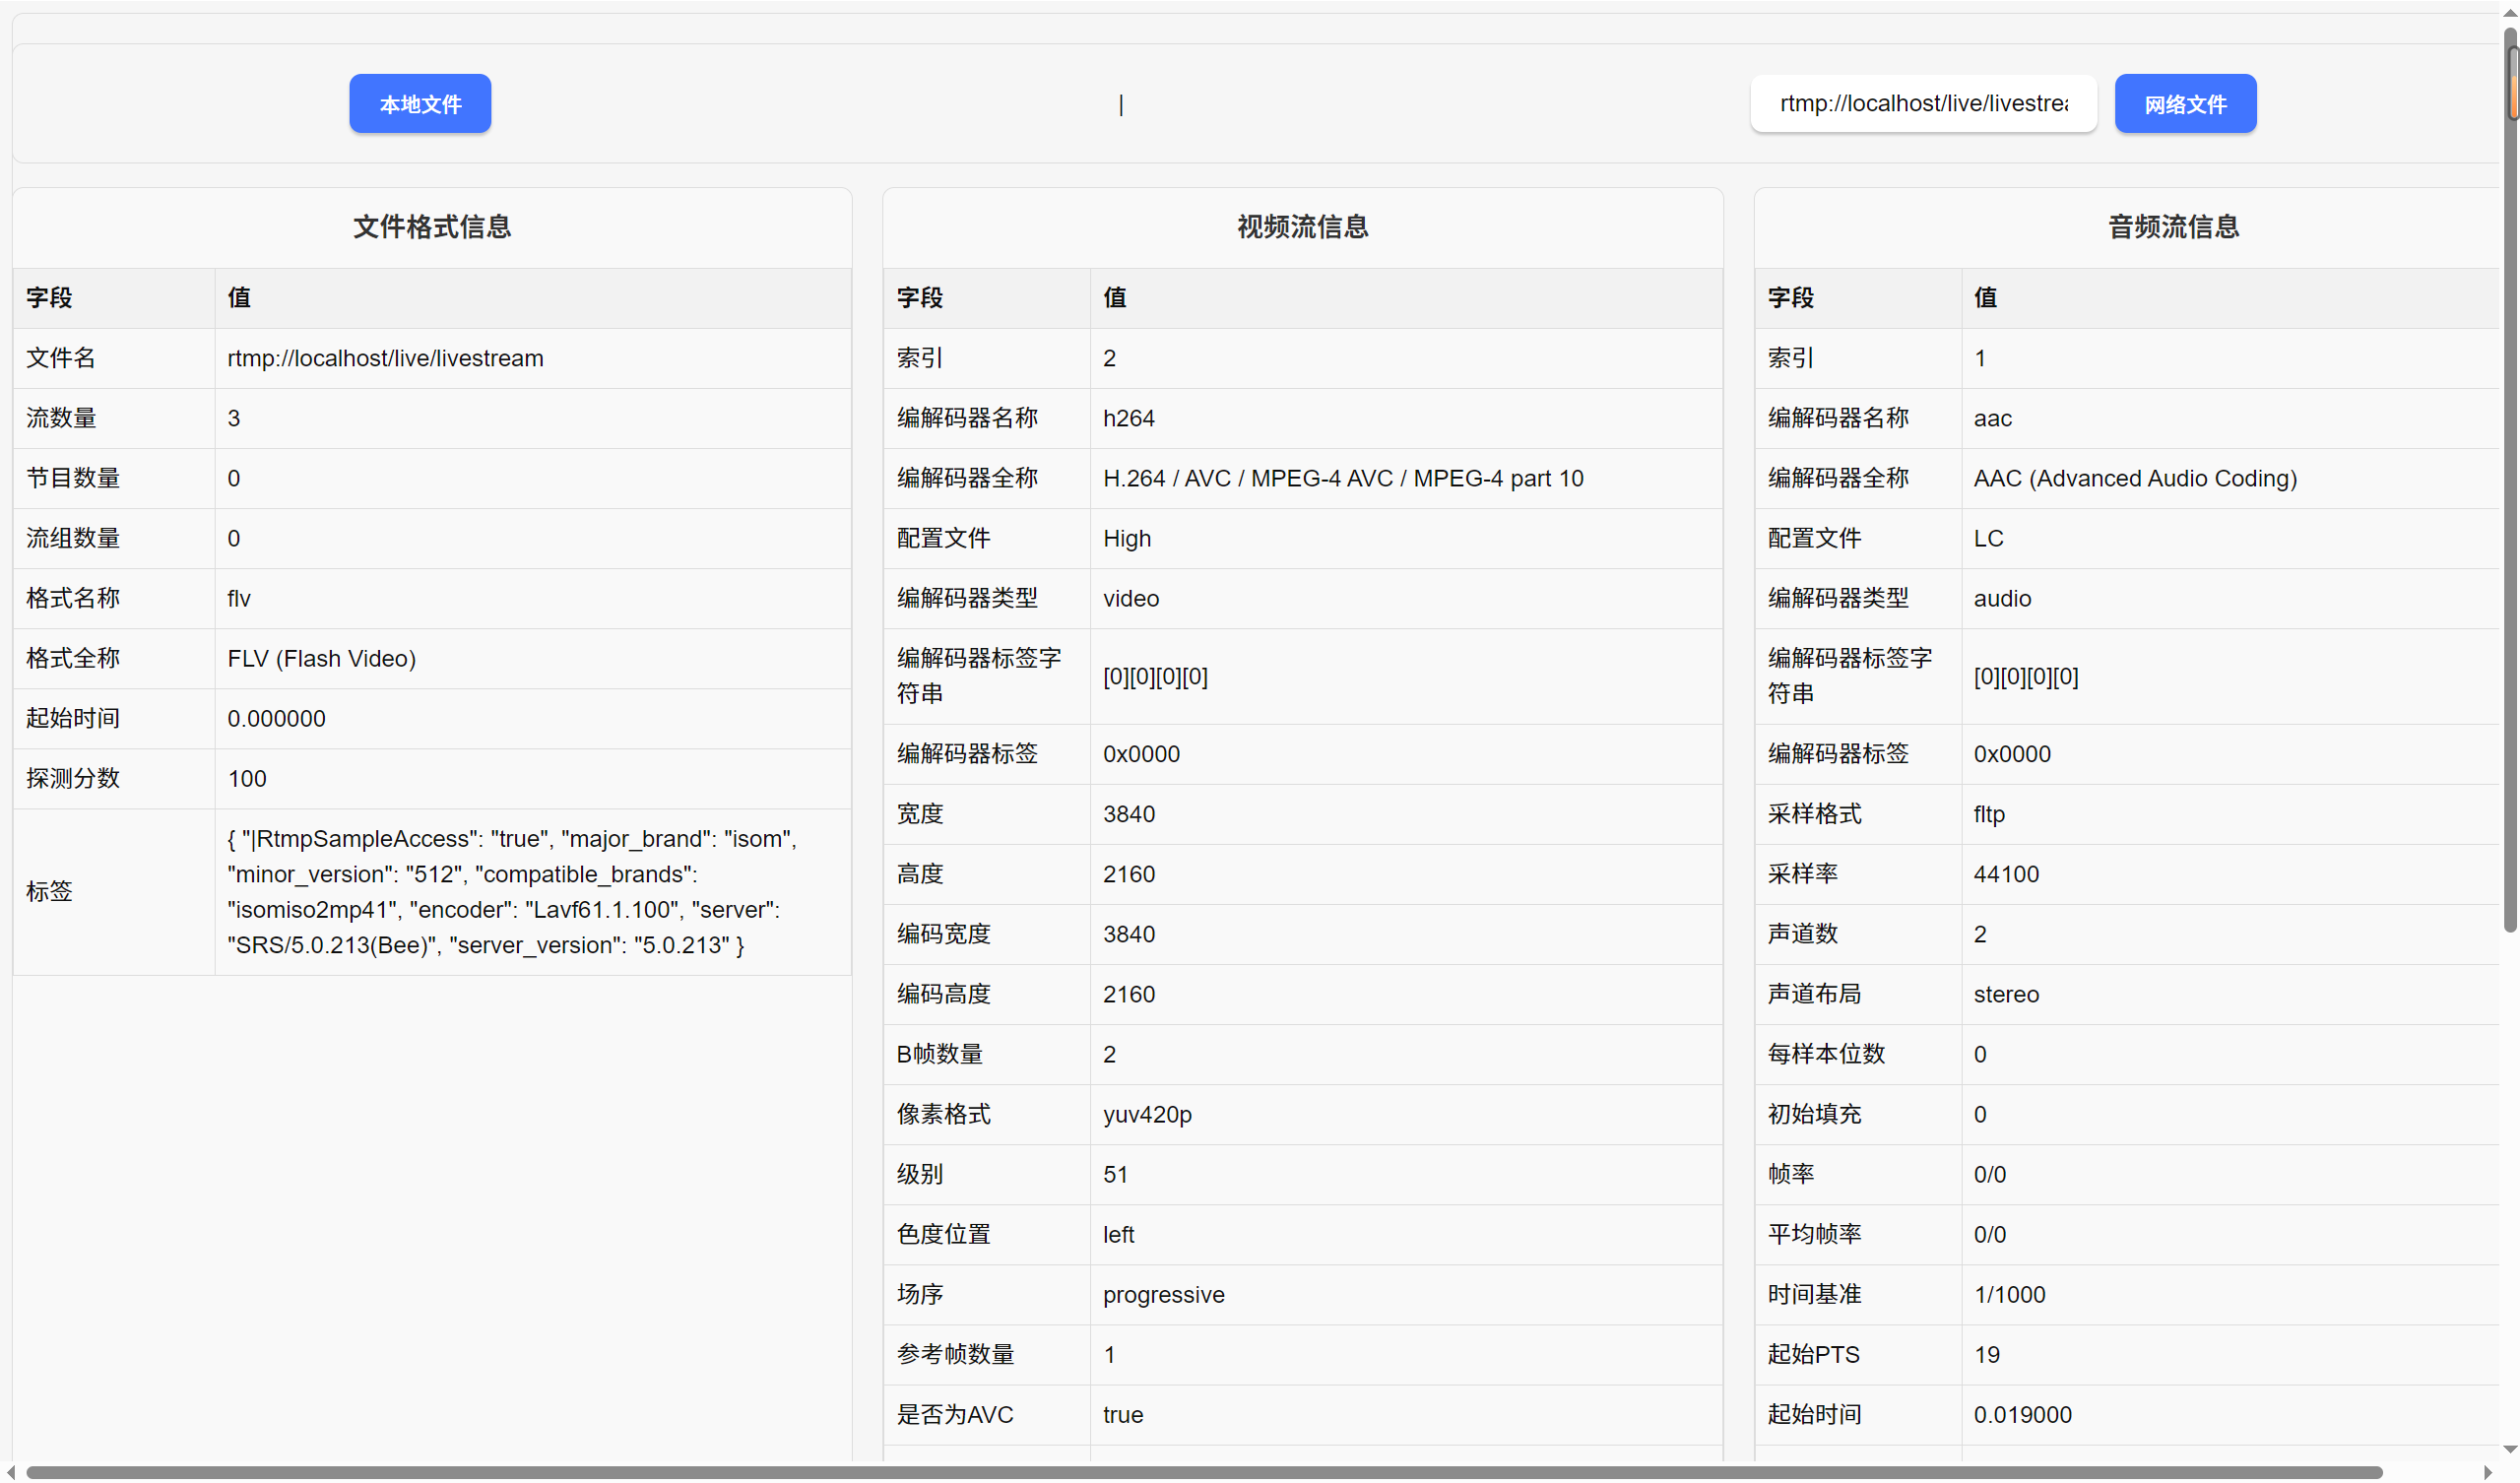 本地文件
|
rtmp://localhost/live/livestrea
网络文件
文件格式信息
字段 值
文件名 rtmp://localhost/live/livestream
流数量 3
节目数量 0
流组数量 0
格式名称 flv
格式全称 FLV (Flash Video)
起始时间 0.000000
探测分数 100
标签
{ "|RtmpSampleAccess": "true", "major_brand": "isom",
"minor_version": "512", "compatible_brands":
"isomiso2mp41", "encoder": "Lavf61.1.100", "server":
"SRS/5.0.213(Bee)", "server_version": "5.0.213" }
视频流信息
字段 值
索引 2
编解码器名称 h264
编解码器全称 H.264 / AVC / MPEG-4 AVC / MPEG-4 part 10
配置文件 High
编解码器类型 video
编解码器标签字
符串
[0][0][0][0]
编解码器标签 0x0000
宽度 3840
高度 2160
编码宽度 3840
编码高度 2160
B帧数量 2
像素格式 yuv420p
级别 51
色度位置 left
场序 progressive
参考帧数量 1
是否为AVC true
音频流信息
字段 值
索引 1
编解码器名称 aac
编解码器全称 AAC (Advanced Audio Coding)
配置文件 LC
编解码器类型 audio
编解码器标签字
符串
[0][0][0][0]
编解码器标签 0x0000
采样格式 fltp
采样率 44100
声道数 2
声道布局 stereo
每样本位数 0
初始填充 0
帧率 0/0
平均帧率 0/0
时间基准 1/1000
起始PTS 19
起始时间 0.019000